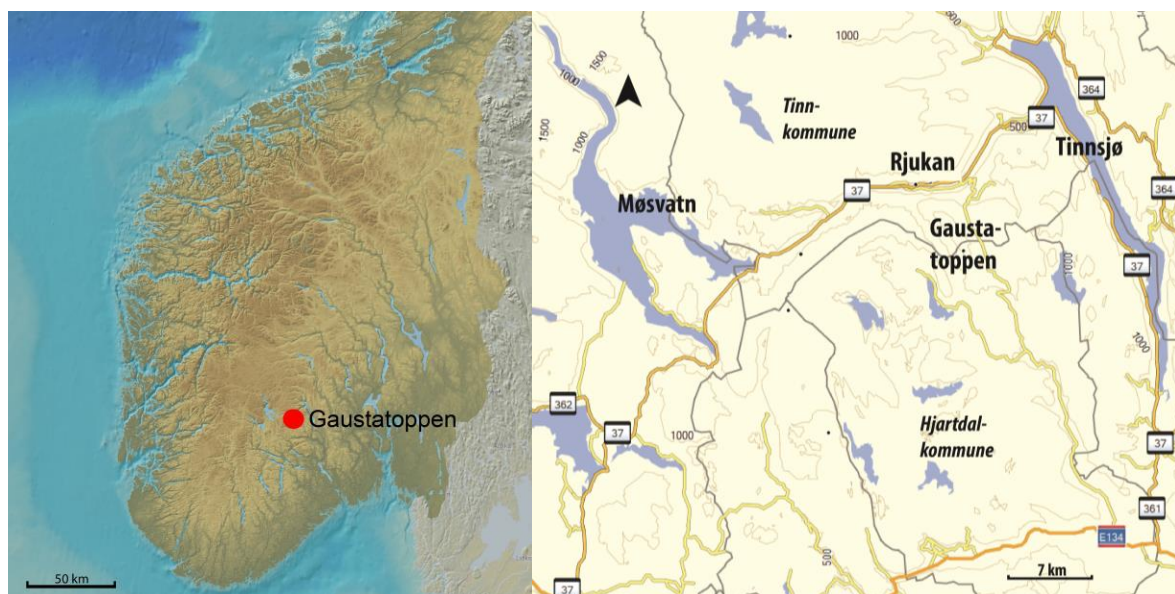 Gaustatoppen
50 km
1000
1500
1000
364
Tinn-
kommune
37
500
1500
Tinnsjø
1000
Rjukan
37
364
Møsvatn
Gausta-
toppen
37
1000
1000
362
37
1000
Hjartdal-
kommune
37
361
500
E134
7 km
37